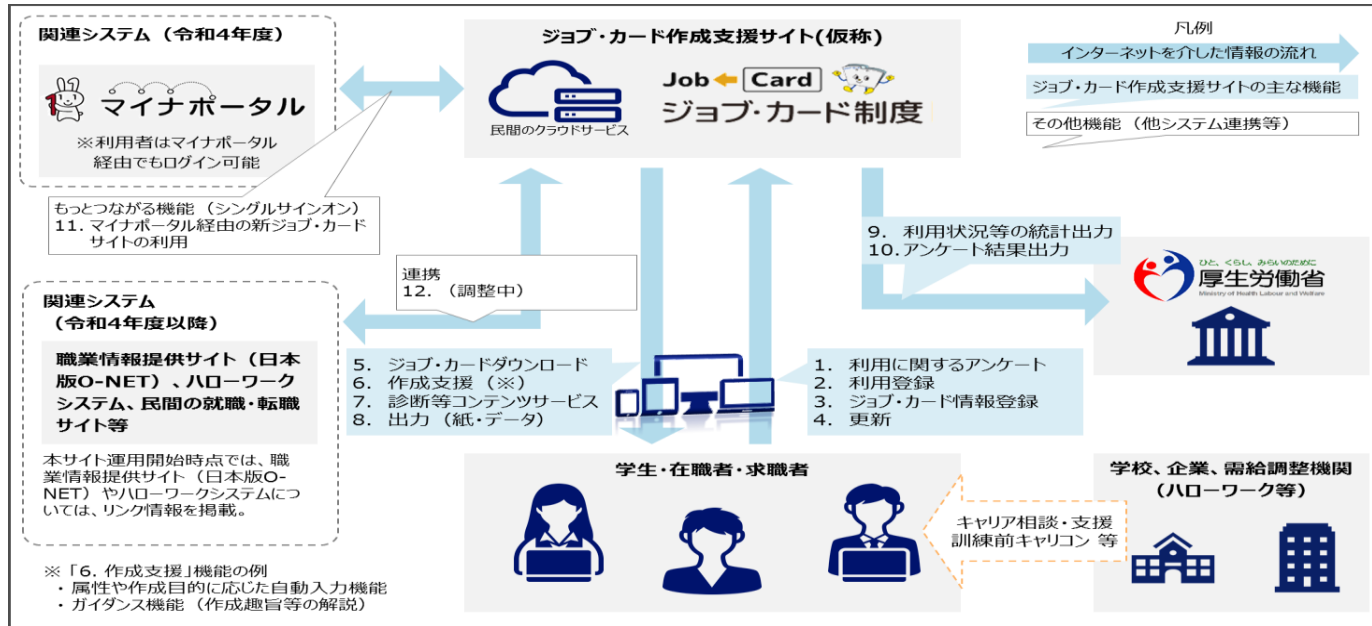 関連システム（令和4年度）
マイナポータル
※利用者はマイナポータル
経由でもログイン可能
ジョブ・カード作成支援サイト(仮称)
民間のクラウドサービス
Job Card
ジョブ・カード制度
凡例
インターネットを介した情報の流れ
ジョブ・カード作成支援サイトの主な機能
その他機能（他システム連携等）
もっとつながる機能（シングルサインオン）
11. マイナポータル経由の新ジョブ・カード
サイトの利用
連携
12.（調整中）
9. 利用状況等の統計出力
10. アンケート結果出力
ひと、くらし、みらいのために
厚生労働省
Ministry of Health Labour and Welfare
関連システム
（令和4年度以降）
職業情報提供サイト（日本
版O-NET）、ハローワーク
システム、民間の就職・転職
サイト等
本サイト運用開始時点では、職
業情報提供サイト（日本版O-
NET）やハローワークシステムにつ
いては、リンク情報を掲載。
5. ジョブ・カードダウンロード
6. 作成支援（※）
7. 診断等コンテンツサービス
8. 出力（紙・データ）
1. 利用に関するアンケート
2. 利用登録
3. ジョブ・カード情報登録
4. 更新
学生・在職者・求職者
キャリア相談・支援
訓練前キャリコン 等
学校、企業、需給調整機関
（ハローワーク等）
※「6. 作成支援」機能の例
・属性や作成目的に応じた自動入力機能
・ガイダンス機能（作成趣旨等の解説）